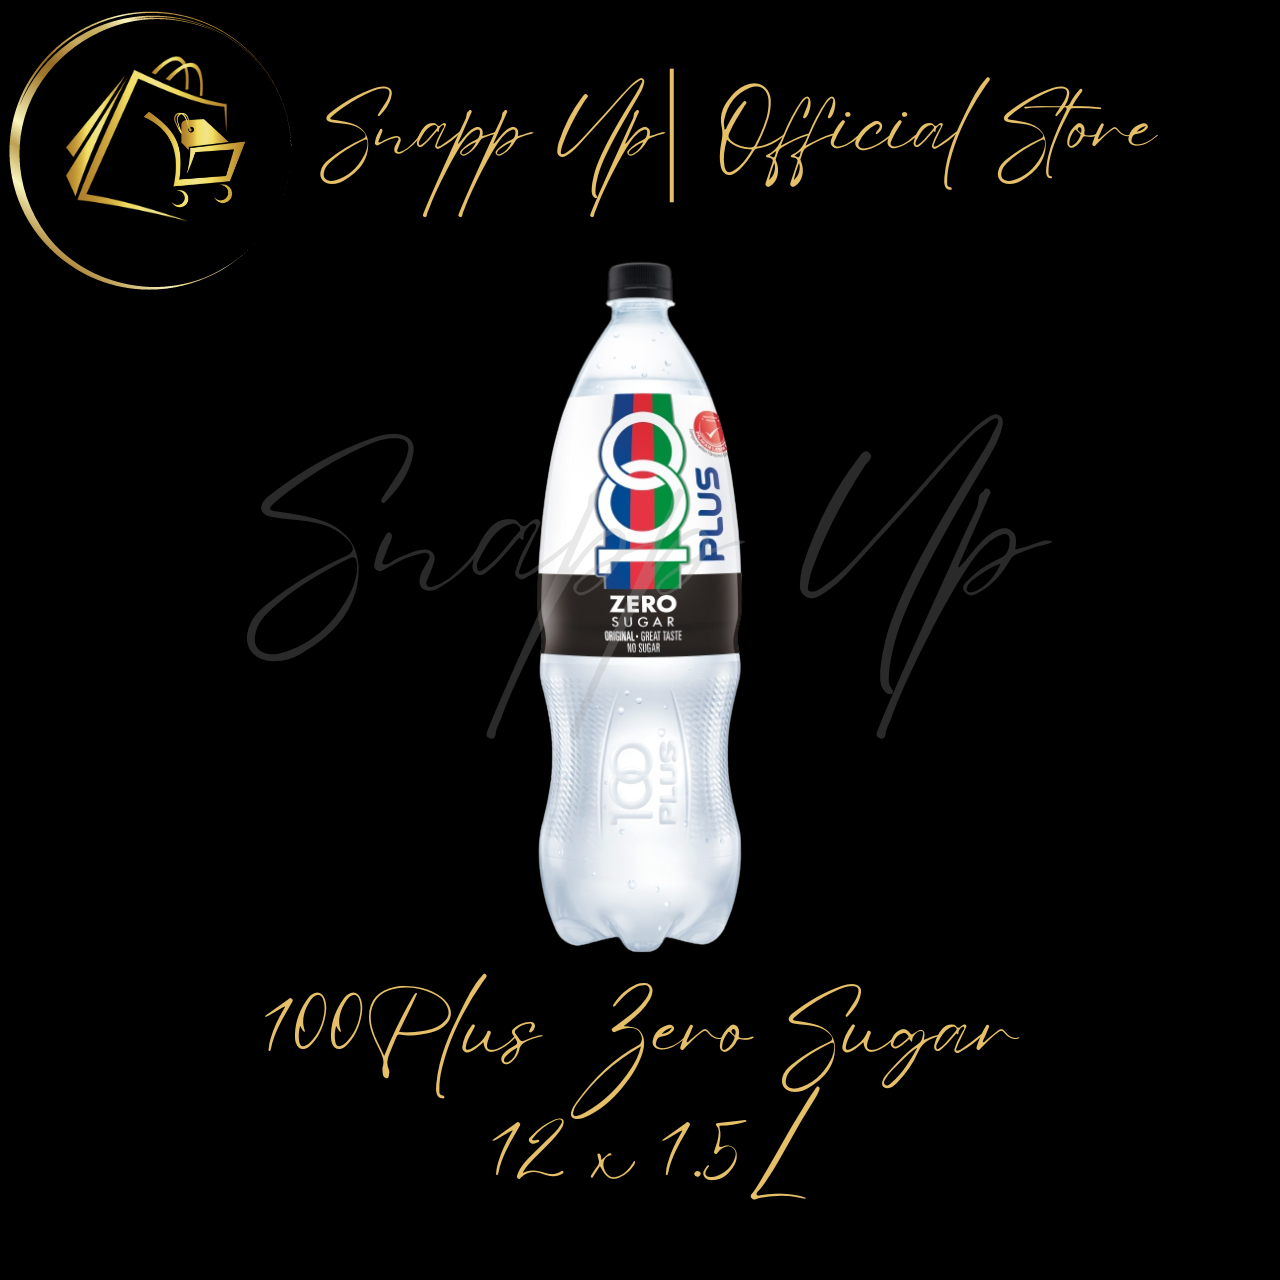 Snapp Up| Official Store
100
PLUS
ZERO
SUGAR
ORIGINAL • GREAT TASTE
NO SUGAR
Snapp Up
100
PLUS
100Plus Zero Sugar
12 x 1.5 L